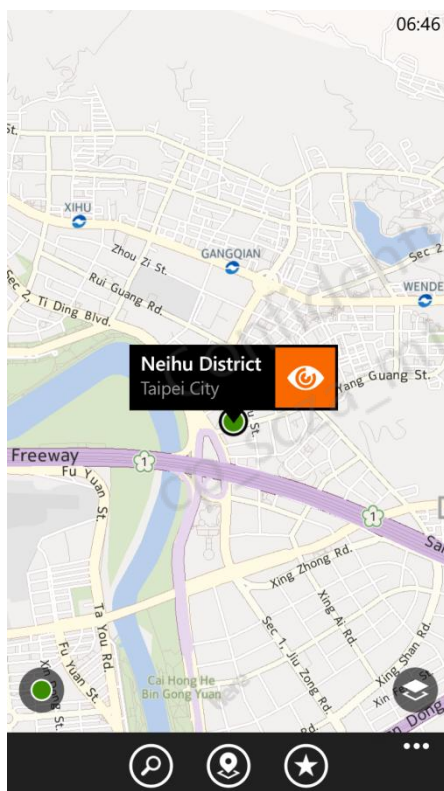 06:46
St.
XIHU
GANGQIAN
Zhou Zi St.
Sec 2
Rui Guang Rd.
WENDE
Sec 2, Ti Ding Blvd.
Neihu District
Taipei City
Yang Guang St.
St.
Freeway
1
Fu Yuan St.
1
Xing Zhong Rd.
Ta You Rd.
Xing Ai Rd.
Sec 1, Jiu Zong Rd.
Fu Yuan St.
Xing Shan Rd.
Cai Hong He
Bin Gong Yuan
here